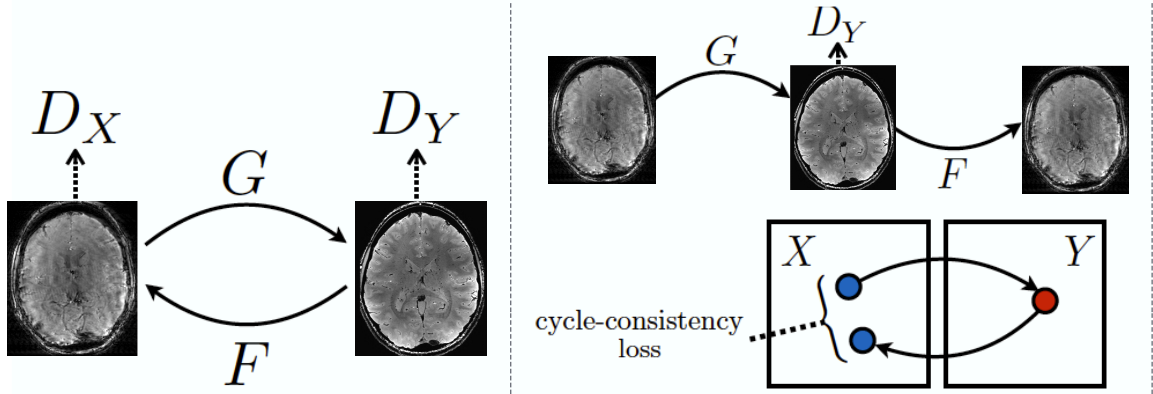 D_X
D_Y
G
F
D_Y
G
F
X
Y
cycle-consistency
loss